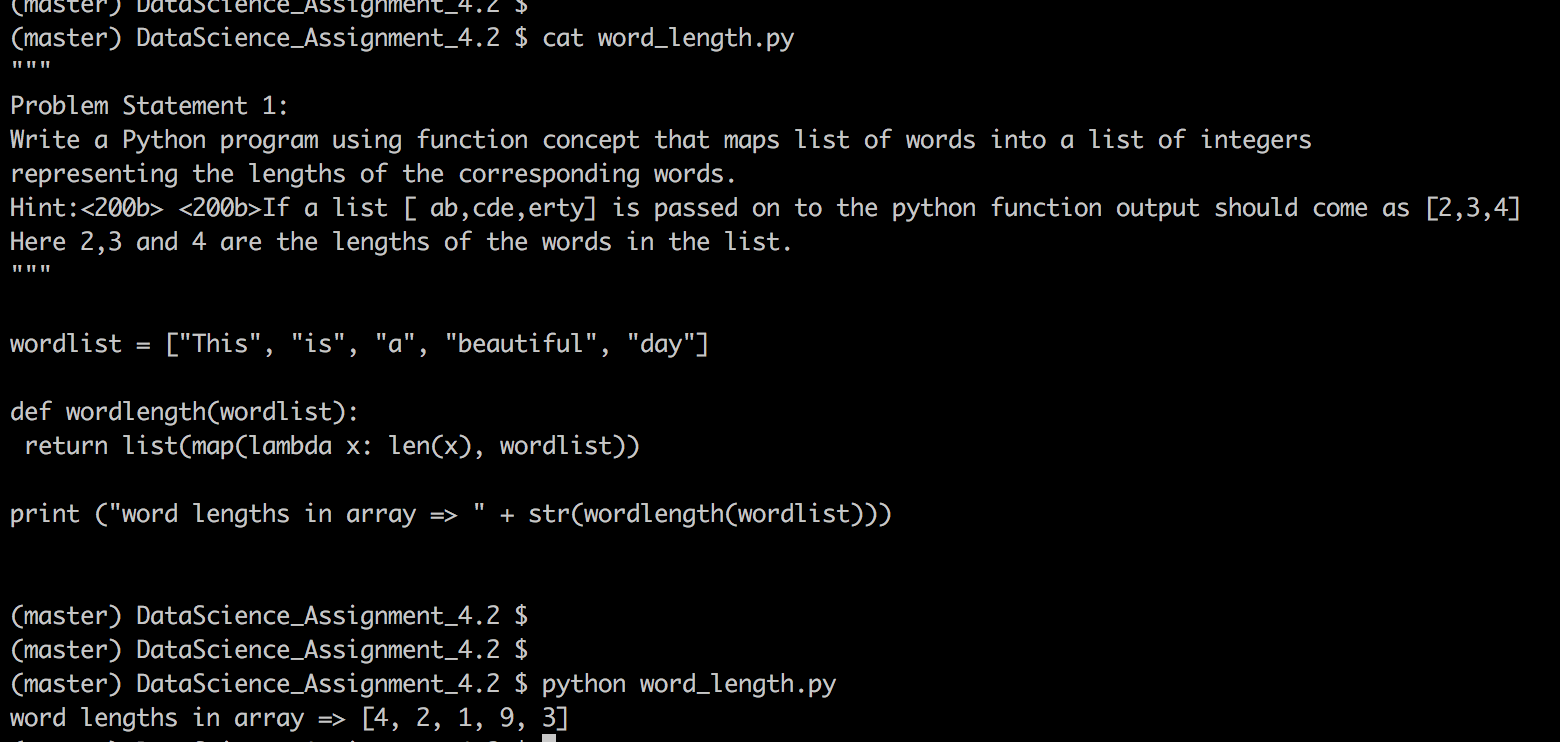 (master) DataScience_Assignment_4.2 $
(master) DataScience_Assignment_4.2 $ cat word_length.py
"""
Problem Statement 1:
Write a Python program using function concept that maps list of words into a list of integers
representing the lengths of the corresponding words.
Hint:<200b> <200b>If a list [ ab,cde,erty] is passed on to the python function output should come as [2,3,4]
Here 2,3 and 4 are the lengths of the words in the list.
"""
wordlist = ["This", "is", "a", "beautiful", "day"]
def wordlength(wordlist):
 return list(map(lambda x: len(x), wordlist))
print ("word lengths in array => " + str(wordlength(wordlist)))
(master) DataScience_Assignment_4.2 $
(master) DataScience_Assignment_4.2 $
(master) DataScience_Assignment_4.2 $ python word_length.py
word lengths in array => [4, 2, 1, 9, 3]